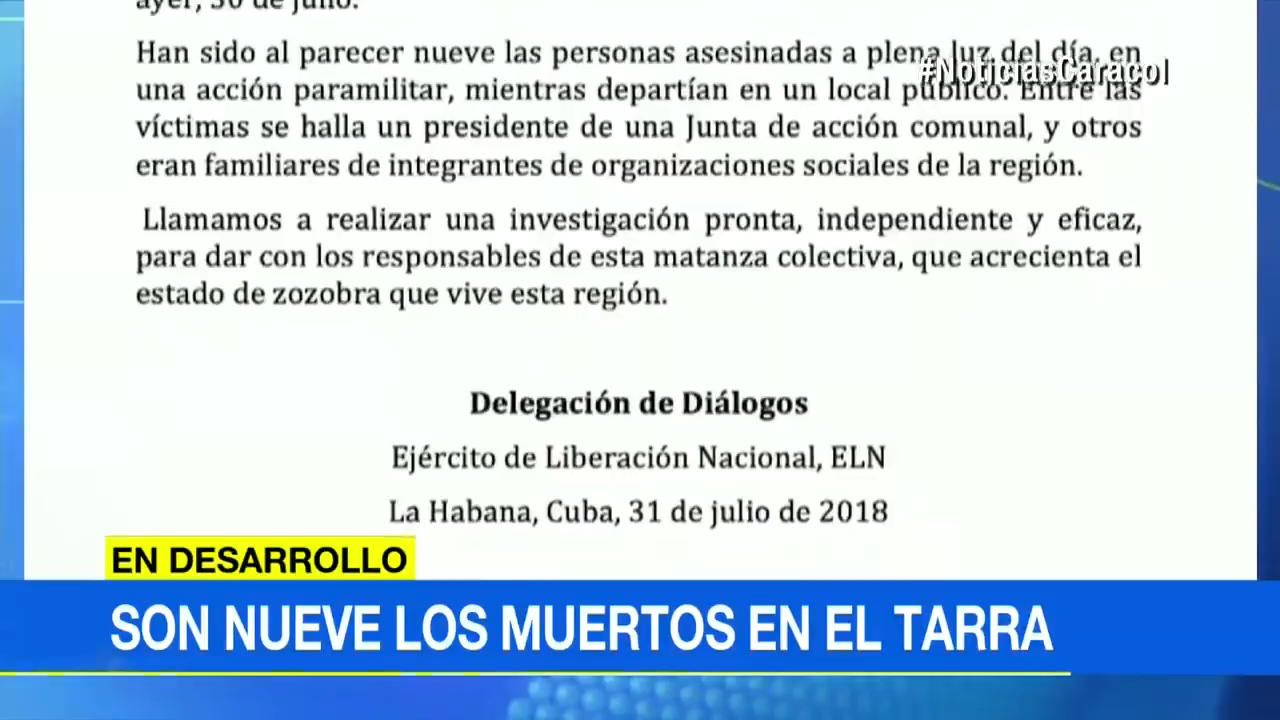 ayer, 30 de julio.
Han sido al parecer nueve las personas asesinadas a plena luz del día, en
#NoticiasCaracol
una acción paramilitar, mientras departían en un local público. Entre las
víctimas se halla un presidente de una Junta de acción comunal, y otros
eran familiares de integrantes de organizaciones sociales de la región.
Llamamos a realizar una investigación pronta, independiente y eficaz,
para dar con los responsables de esta matanza colectiva, que acrecienta el
estado de zozobra que vive esta región.
Delegación de Diálogos
Ejército de Liberación Nacional, ELN
La Habana, Cuba, 31 de julio de 2018
EN DESARROLLO
SON NUEVE LOS MUERTOS EN EL TARRA